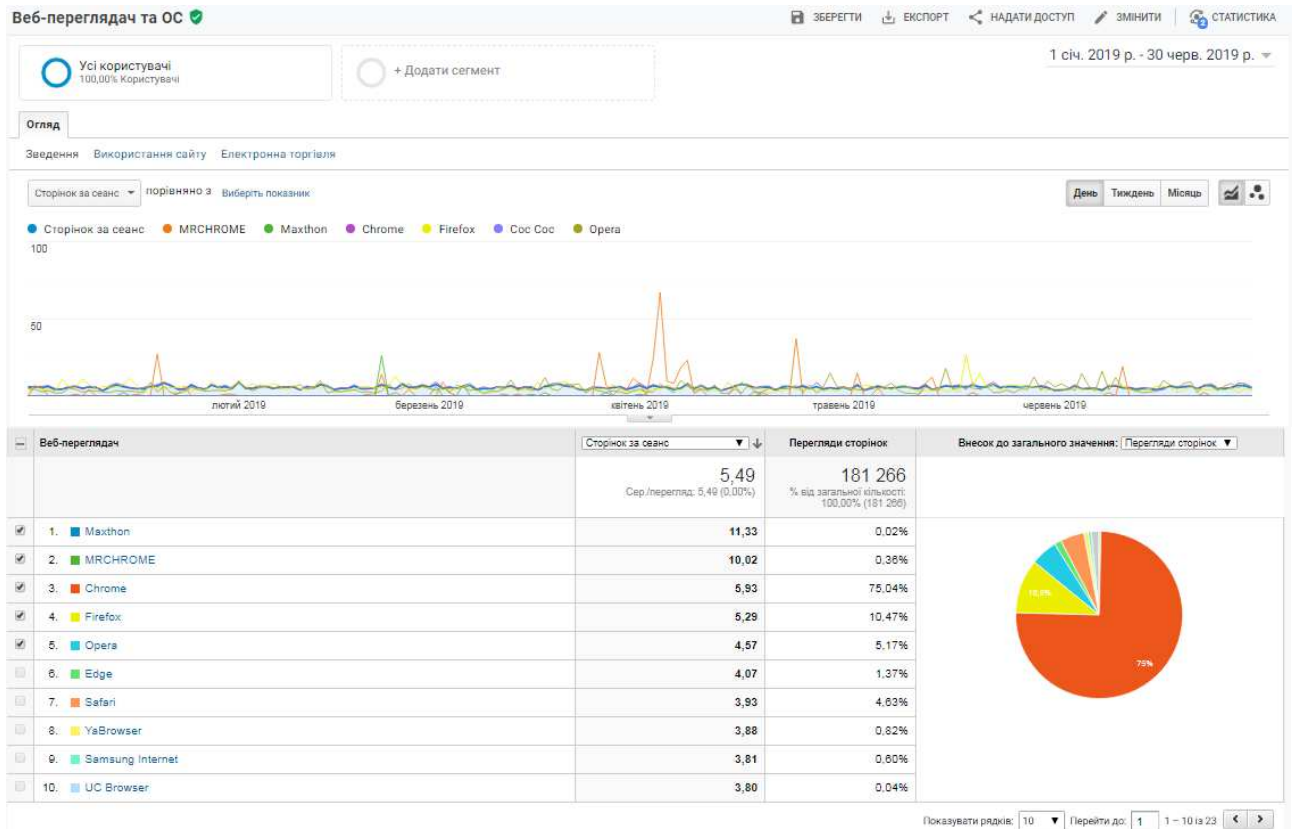 Веб-переглядач та ОС
ЗБЕРЕГТИ ЕКСПОРТ НАДАТИ ДОСТУП ЗМІНИТИ СТАТИСТИКА
Усі користувачі
100,00% Користувачі
+ Додати сегмент
1 січ. 2019 р. - 30 черв. 2019 р.
Огляд
Зведення Використання сайту Електронна торгівля
Сторінок за сеанс порівняно з Виберіть показник
День Тиждень Місяць
Сторінок за сеанс MRCHROME Maxthon Chrome Firefox Coc Coc Opera
100
50
лютий 2019 березень 2019 квітень 2019 травень 2019 червень 2019
Веб-переглядач Сторінок за сеанс Перегляди сторінок Внесок до загального значення: Перегляди сторінок
5,49 181 266
Сер./перегляд: 5,49 (0,00%) % від загальної кількості:
100,00% (181 266)
1. Maxthon 11,33 0,02%
2. MRCHROME 10,02 0,36%
3. Chrome 5,93 75,04%
4. Firefox 5,29 10,47%
5. Opera 4,57 5,17%
6. Edge 4,07 1,37%
7. Safari 3,93 4,63%
8. YaBrowser 3,88 0,82%
9. Samsung Internet 3,81 0,60%
10. UC Browser 3,80 0,04%
75%
Показувати рядків: 10 Перейти до: 1 1 – 10 із 23